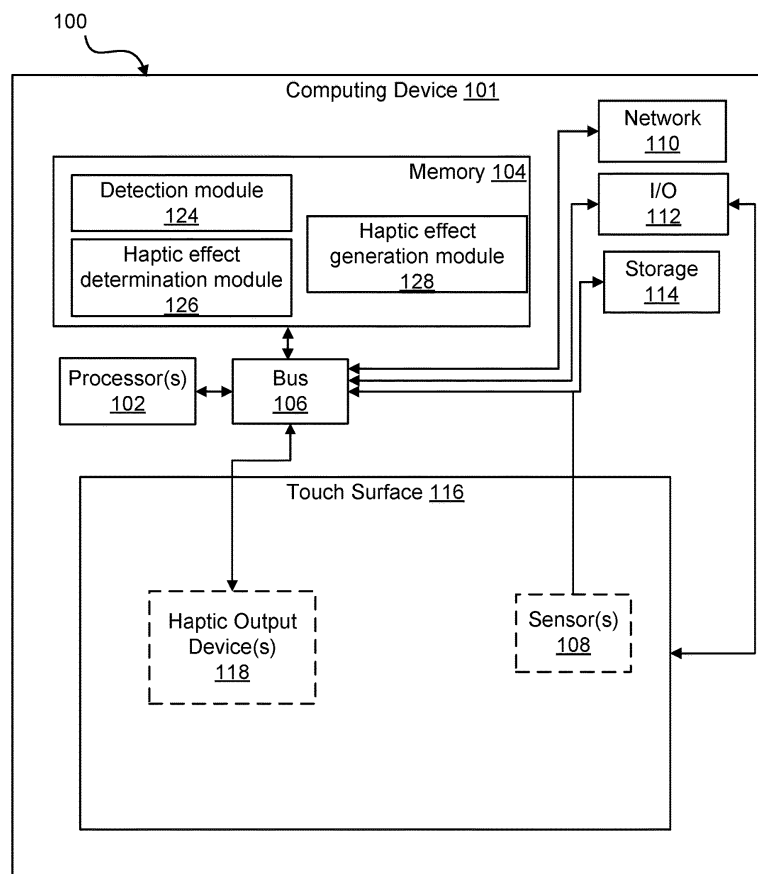 100
Computing Device 101
Network
110
Memory 104
I/O
112
Detection module
124
Haptic effect
generation module
128
Haptic effect
determination module
126
Storage
114
Processor(s)
102
Bus
106
Touch Surface 116
Haptic Output
Device(s)
118
Sensor(s)
108